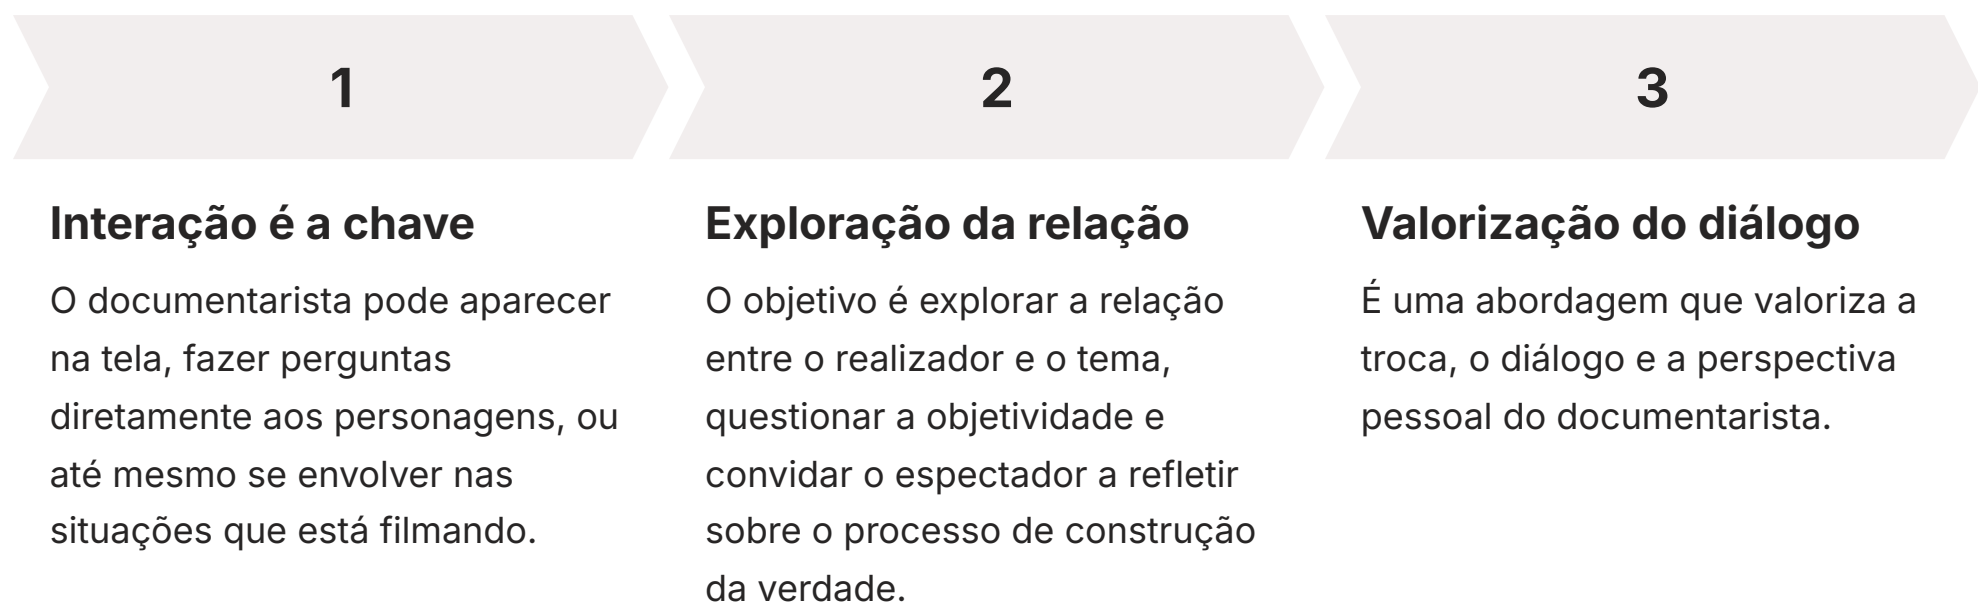 1
Interação é a chave
O documentarista pode aparecer
na tela, fazer perguntas
diretamente aos personagens, ou
até mesmo se envolver nas
situações que está filmando.
2
Exploração da relação
O objetivo é explorar a relação
entre o realizador e o tema,
questionar a objetividade e
convidar o espectador a refletir
sobre o processo de construção
da verdade.
3
Valorização do diálogo
É uma abordagem que valoriza a
troca, o diálogo e a perspectiva
pessoal do documentarista.